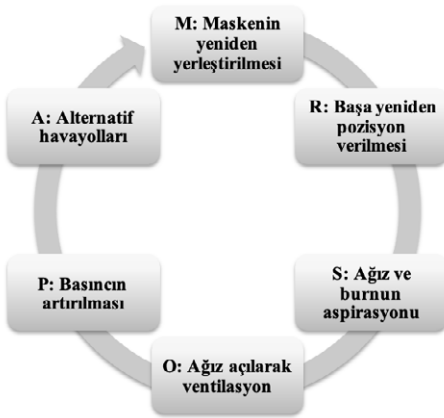 M: Maskenin
yeniden
yerleştirilmesi
R: Başa yeniden
pozisyon
verilmesi
S: Ağız ve
burnun
aspirasyonu
O: Ağız açılarak
ventilasyon
P: Basıncın
artırılması
A: Alternatif
havayolları